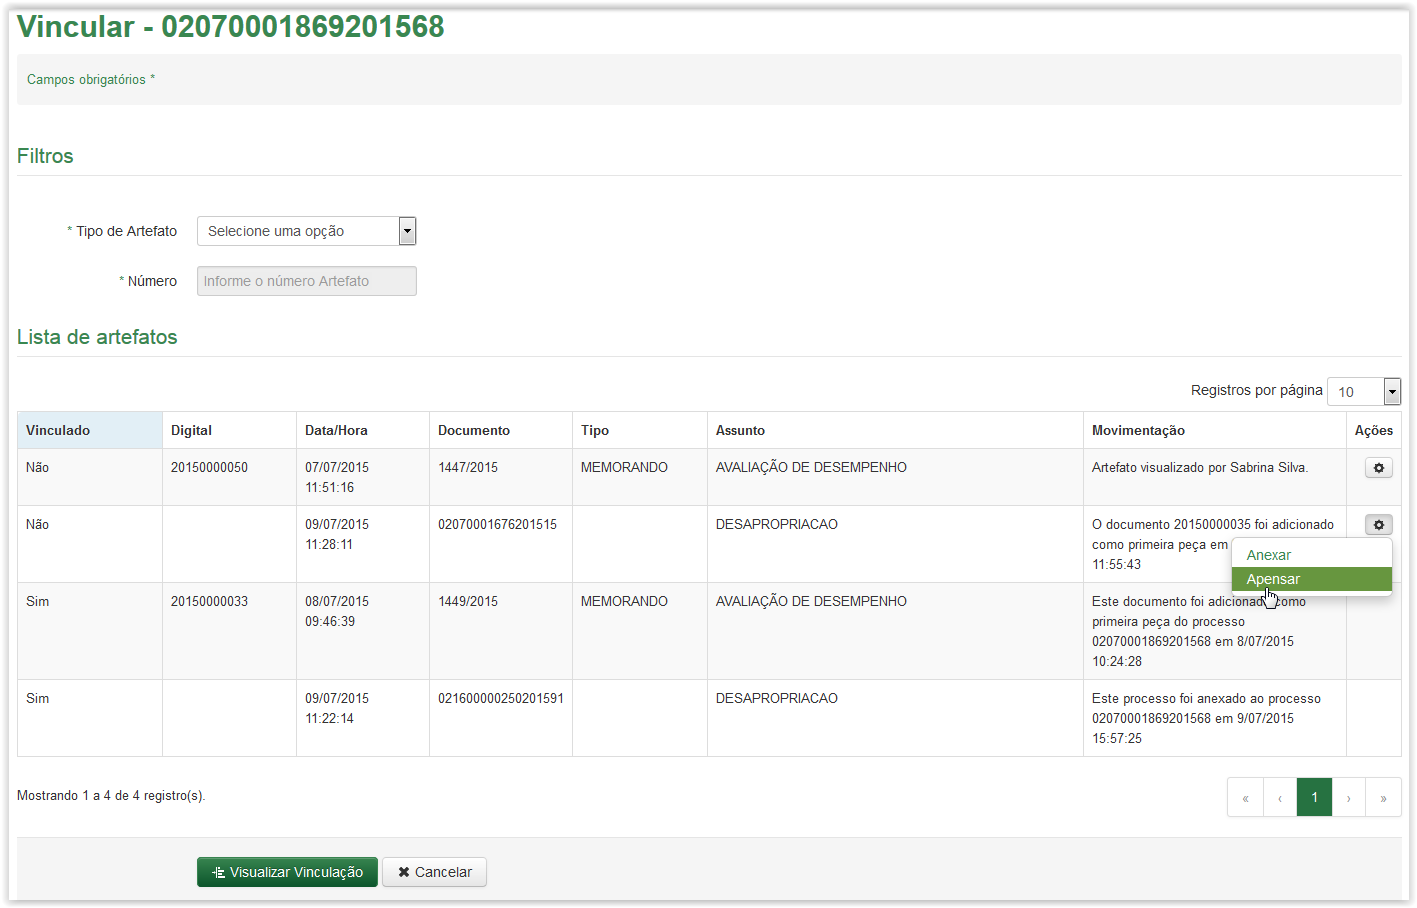 Vincular - 02070001869201568
Campos obrigatórios *
Filtros
* Tipo de Artefato Selecione uma opção
* Número Informe o número Artefato
Lista de artefatos
Registros por página 10
Vinculado Digital Data/Hora Documento Tipo Assunto Movimentação Ações
Não 20150000050 07/07/2015 1447/2015 MEMORANDO AVALIAÇÃO DE DESEMPENHO Artefato visualizado por Sabrina Silva.
11:51:16
Não 09/07/2015 02070001676201515 DESAPROPRIACAO O documento 20150000035 foi adicionado
11:28:11 como primeira peça em
Anexar
11:55:43
Apensar
Sim 20150000033 08/07/2015 1449/2015 MEMORANDO AVALIAÇÃO DE DESEMPENHO Este documento foi adicionado como
09:46:39 primeira peça do processo
02070001869201568 em 8/07/2015
10:24:28
Sim 09/07/2015 021600000250201591 DESAPROPRIACAO Este processo foi anexado ao processo
11:22:14 02070001869201568 em 9/07/2015
15:57:25
Mostrando 1 a 4 de 4 registro(s).
« ‹ 1 › »
Visualizar Vinculação Cancelar